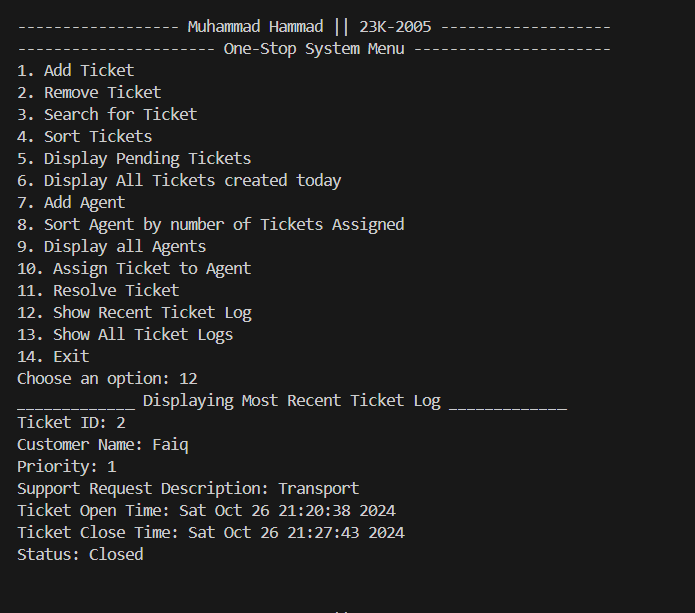 ------------------ Muhammad Hammad || 23K-2005 -------------------
---------------------- One-Stop System Menu ----------------------
1. Add Ticket
2. Remove Ticket
3. Search for Ticket
4. Sort Tickets
5. Display Pending Tickets
6. Display All Tickets created today
7. Add Agent
8. Sort Agent by number of Tickets Assigned
9. Display all Agents
10. Assign Ticket to Agent
11. Resolve Ticket
12. Show Recent Ticket Log
13. Show All Ticket Logs
14. Exit
Choose an option: 12
_____________ Displaying Most Recent Ticket Log _____________
Ticket ID: 2
Customer Name: Faiq
Priority: 1
Support Request Description: Transport
Ticket Open Time: Sat Oct 26 21:20:38 2024
Ticket Close Time: Sat Oct 26 21:27:43 2024
Status: Closed